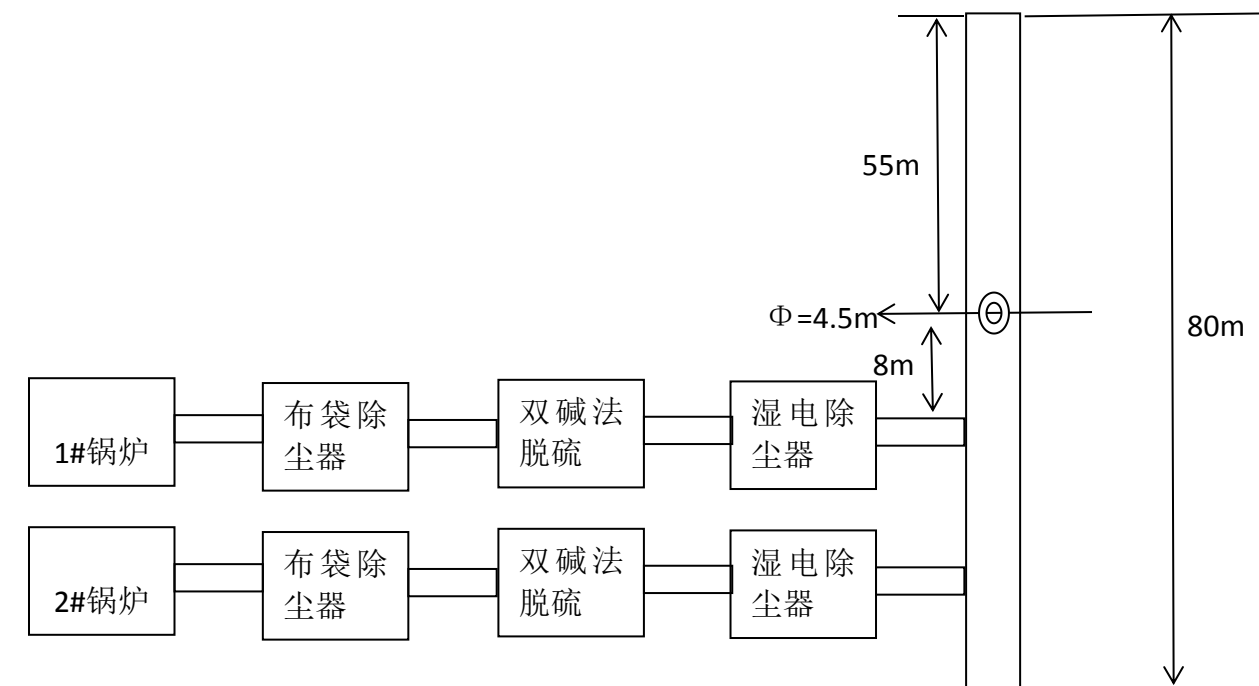 55m
Φ=4.5m
80m
8m
1#锅炉
布袋除
尘器
双碱法
脱硫
湿电除
尘器
2#锅炉
布袋除
尘器
双碱法
脱硫
湿电除
尘器